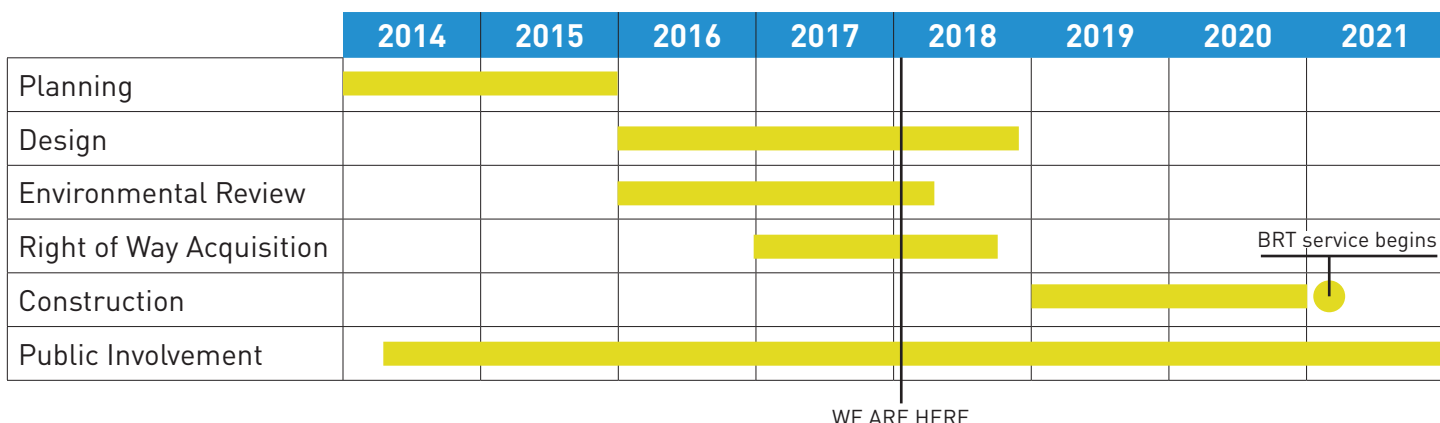 2014 2015 2016 2017 2018 2019 2020 2021
Planning
Design
Environmental Review
Right of Way Acquisition
BRT service begins
Construction
Public Involvement
WE ARE HERE